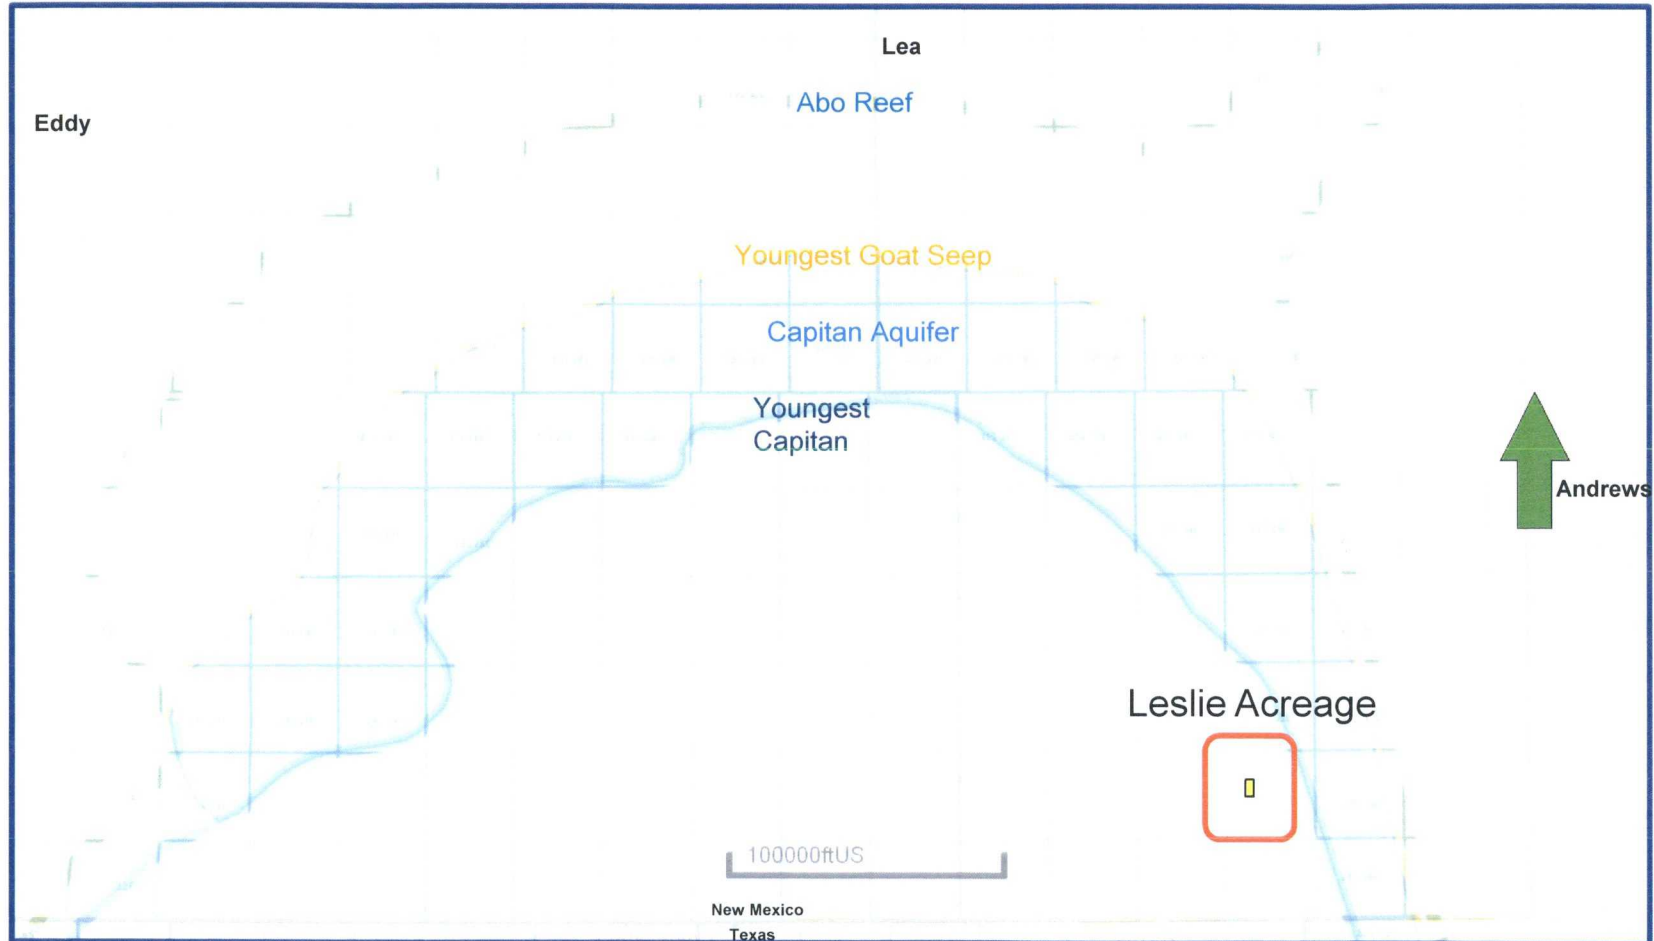 Lea
Abo Reef
Eddy
Youngest Goat Seep
Capitan Aquifer
Youngest
Capitan
Andrews
Leslie Acreage
100000ftUS
New Mexico
Texas